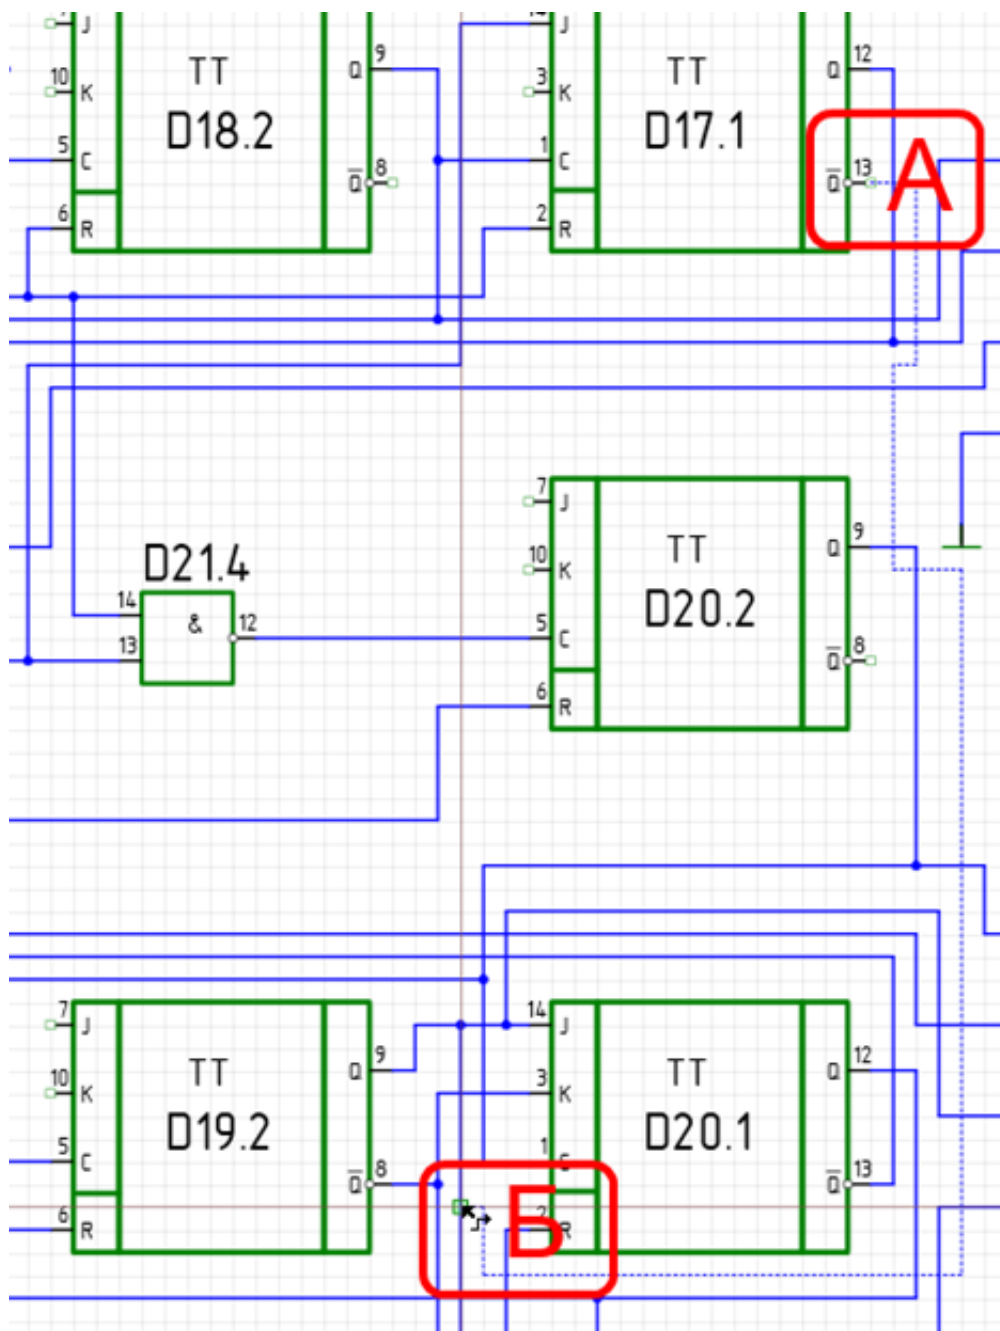 J
10 K
5 C
6 R
TT
D18.2
Q 9
Q 8
J
3 K
1 C
2 R
TT
D17.1
Q 12
Q 13
А
D21.4
14
13
&
12
7 J
10 K
5 C
6 R
TT
D20.2
Q 9
Q 8
7 J
10 K
5 C
6 R
TT
D19.2
Q 9
Q 8
14 J
3 K
1 C
2 R
TT
D20.1
Q 12
Q 13
Б